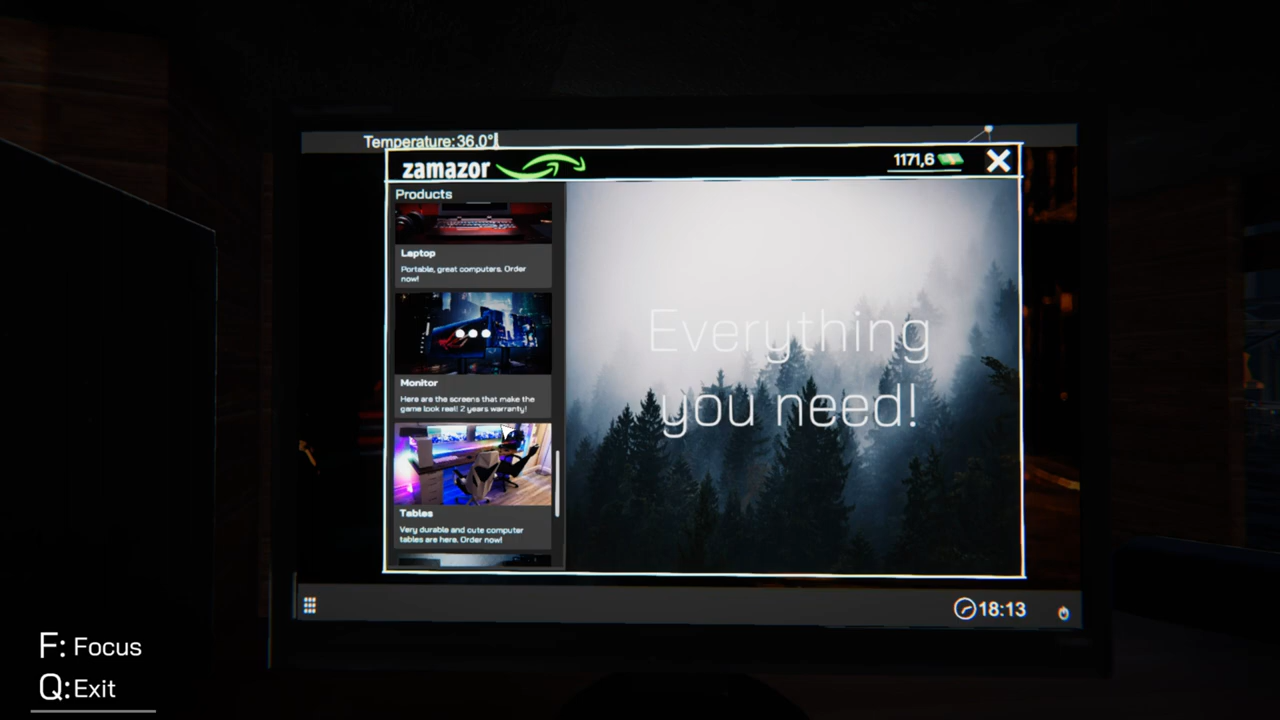 Temperature: 36.0°
zamazor
1171,6
Products
Laptop
Portable, great computers. Order
now!
Monitor
Here are the screens that make the
game look real! 2 years warranty!
Tables
Very durable and cute computer
tables are here. Order now!
Everything
you need!
18:13
F: Focus
Q: Exit